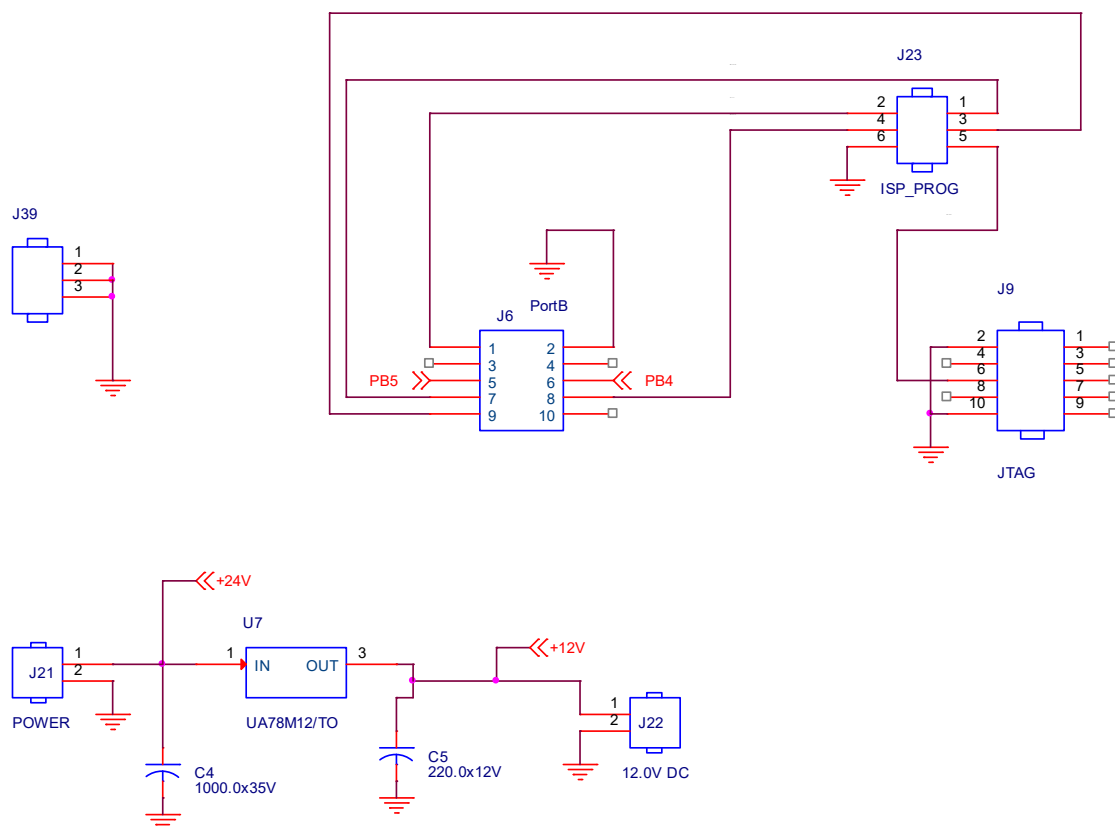 J23
2 1
4 3
6 5
ISP_PROG
J39
1
2
3
J9
2 1
4 3
6 5
8 7
10 9
JTAG
PortB
J6
1 2
3 4
PB5 5 6 PB4
7 8
9 10
+24V
U7
+12V
1 IN OUT 3
J21 1
2
POWER
UA78M12/TO
1
2 J22
12.0V DC
C4
1000.0x35V
C5
220.0x12V